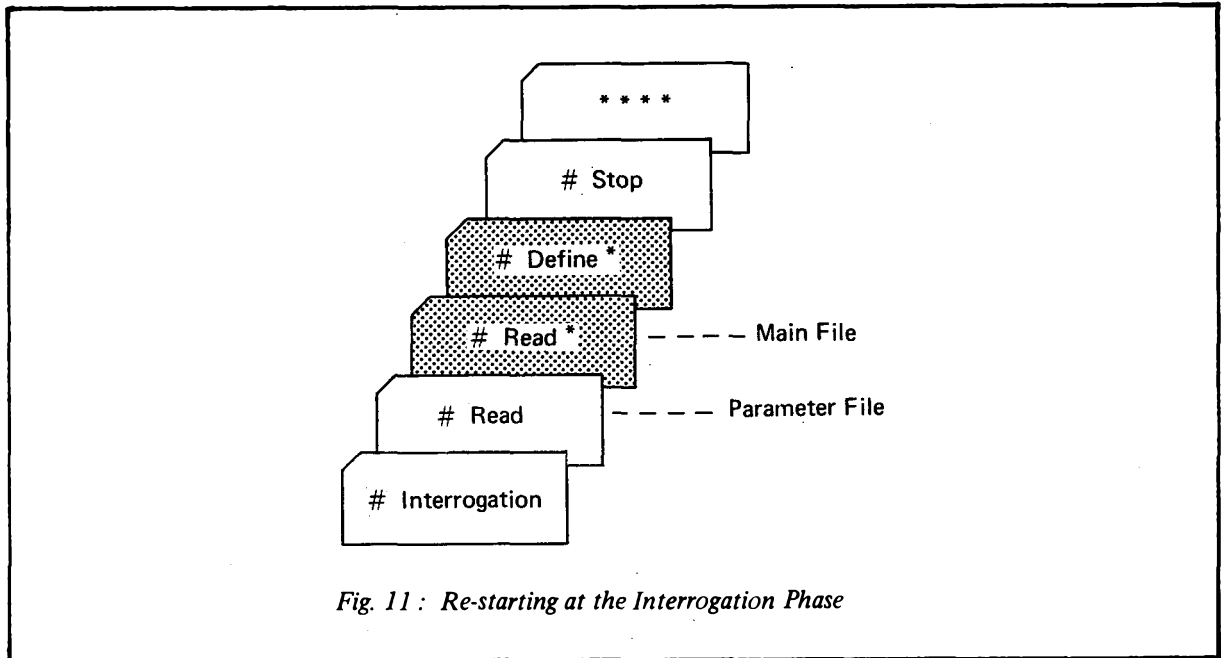 * * * *
# Stop
# Define *
# Read * – – – – Main File
# Read – – – – Parameter File
# Interrogation
Fig. 11 : Re-starting at the Interrogation Phase